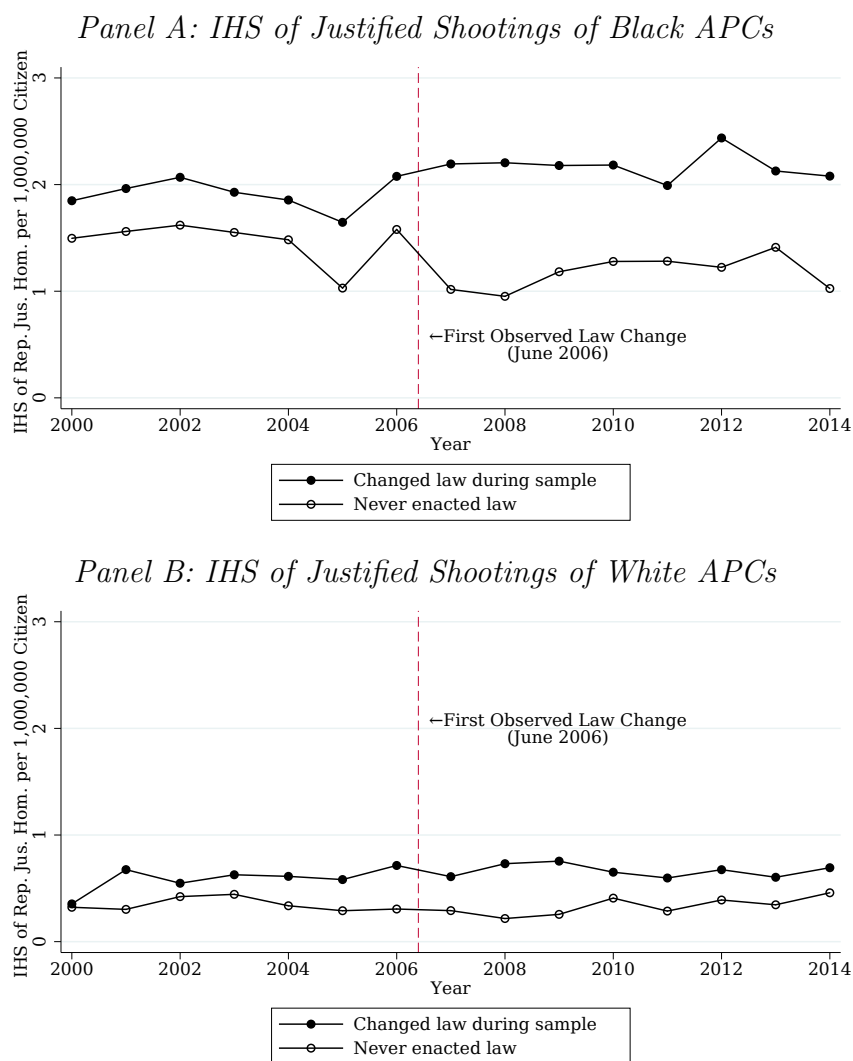 Panel A: IHS of Justified Shootings of Black APCs
IHS of Rep. Jus. Hom. per 1,000,000 Citizen
3
2
1
0
←First Observed Law Change
(June 2006)
2000 2002 2004 2006 2008 2010 2012 2014
Year
Changed law during sample
Never enacted law
Panel B: IHS of Justified Shootings of White APCs
IHS of Rep. Jus. Hom. per 1,000,000 Citizen
3
2
1
0
←First Observed Law Change
(June 2006)
2000 2002 2004 2006 2008 2010 2012 2014
Year
Changed law during sample
Never enacted law